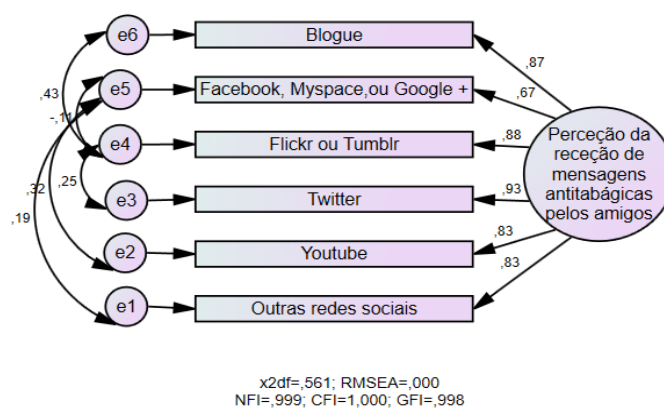 e6
Blogue
,87
e5
Facebook, Myspace,ou Google +
,67
,43
-,11
e4
Flickr ou Tumblr
,88
Perceção da
receção de
mensagens
antitabágicas
pelos amigos
,32
,25
,19
e3
Twitter
,93
e2
Youtube
,83
e1
Outras redes sociais
,83
x2df=,561; RMSEA=,000
NFI=,999; CFI=1,000; GFI=,998